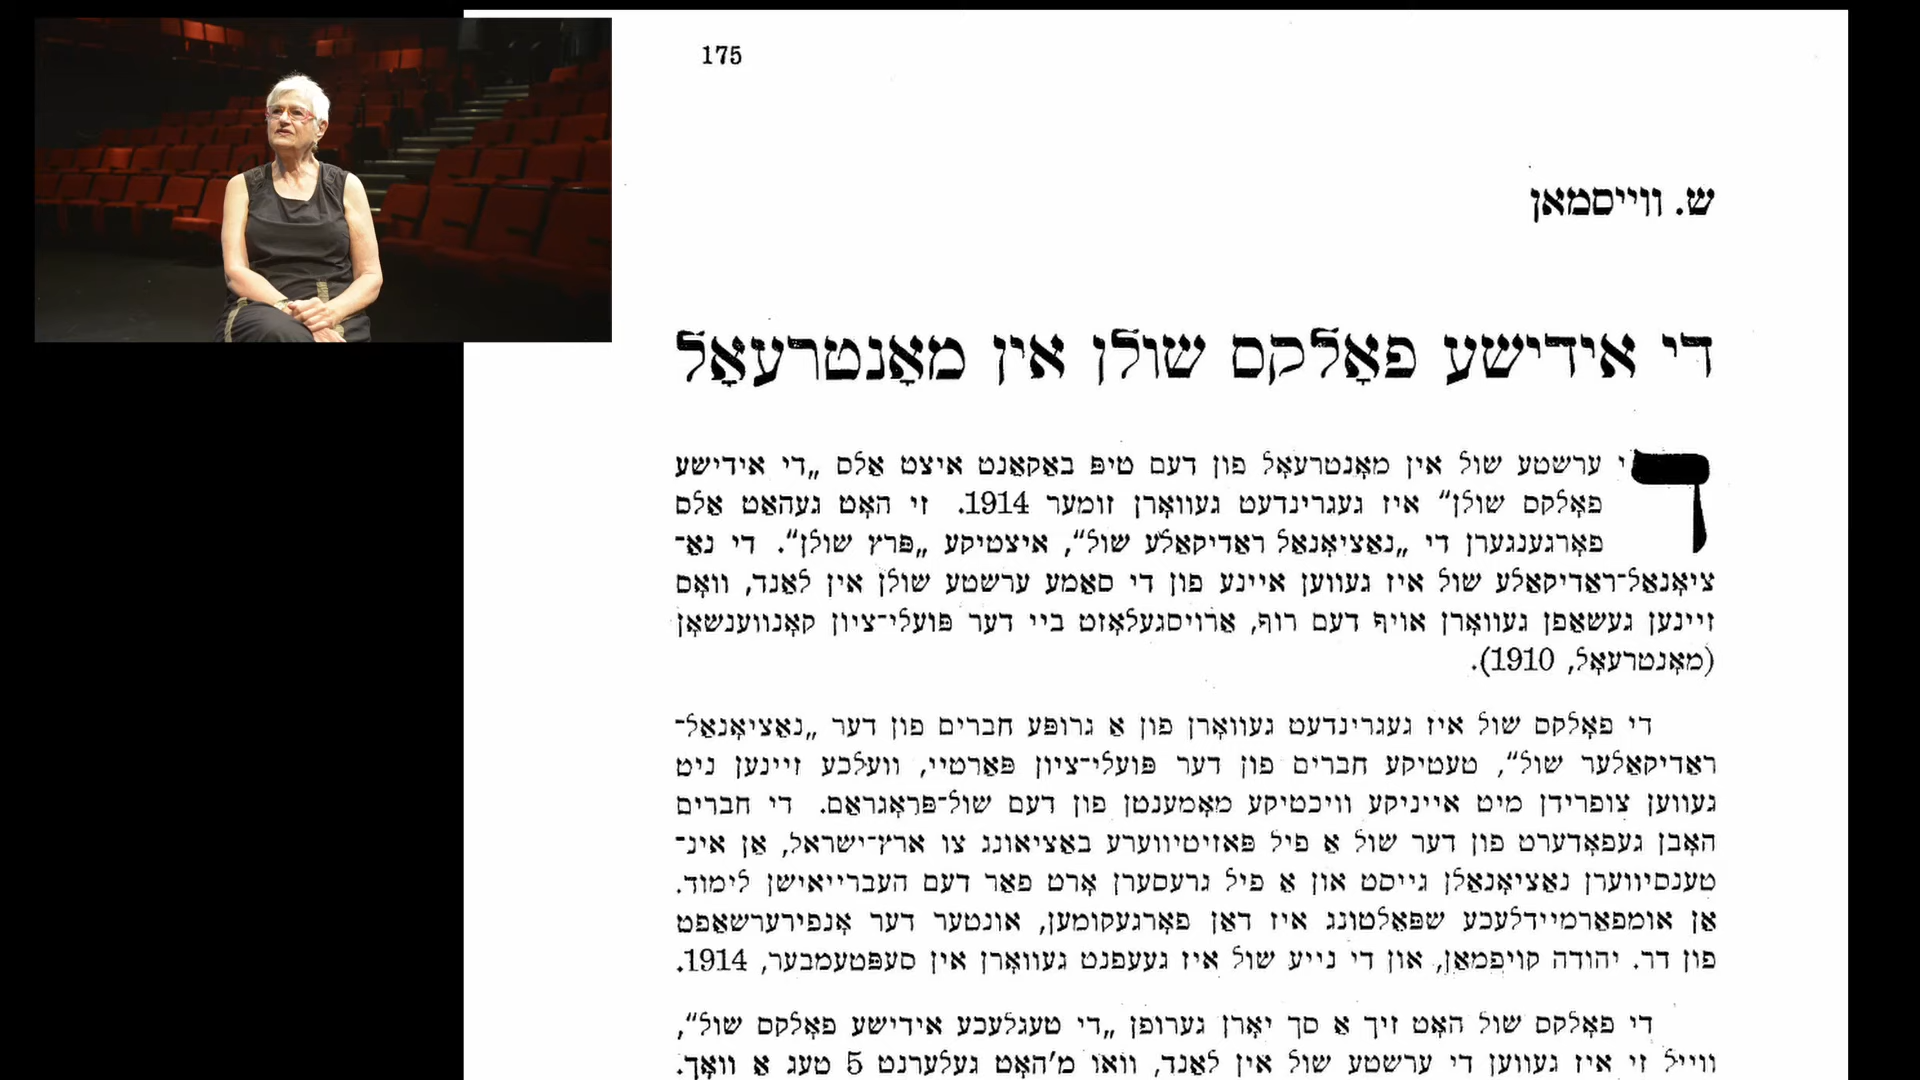 175
ש. ווייסמאן
די אידישע פאָלקס שולן אין מאָנטרעאָל
די ערשטע שול אין מאָנטרעאָל פון דעם טיפּ באַקאַנט איצט אַלס „די אידישע
פאָלקס שולן“ איז געגרינדעט געוואָרן זומער 1914. זי האָט געהאַט אַלס
פאָרגענגערן די „נאַציאָנאַל ראַדיקאַלע שול“, איצטיקע „פּרץ שולן“. די נאַ־
ציאָנאַל־ראַדיקאַלע שול איז געווען איינע פון די סאַמע ערשטע שולן אין לאַנד, וואָס
זיינען געשאַפן געוואָרן אויף דעם רוף, אַרויסגעלאָזט ביי דער פּועלי־ציון קאָנווענשאָן
(מאָנטרעאָל, 1910).
די פאָלקס שול איז געגרינדעט געוואָרן פון אַ גרופּע חברים פון דער „נאַציאָנאַל־
ראַדיקאַלער שול“, טעטיקע חברים פון דער פּועלי־ציון פּאַרטיי, וועלכע זיינען ניט
געווען צופרידן מיט אייניקע וויכטיקע מאָמענטן פון דעם שול־פּראָגראַם. די חברים
האָבן געפאָדערט פון דער שול אַ פיל פּאָזיטיווערע באַציאונג צו ארץ־ישראל, אַן אינ־
טענסיווערן נאַציאָנאַלן גייסט און אַ פיל גרעסערן אָרט פאַר דעם העברייאישן לימוד.
אַן אומפאַרמיידלעכע שפּאַלטונג איז דאַן פאָרגעקומען, אונטער דער אָנפירערשאַפט
פון דר. יהודה קויפמאַן, און די נייע שול איז געעפנט געוואָרן אין סעפּטעמבער, 1914.
די פאָלקס שול האָט זיך אַ סך יאָרן גערופן „די טעגלעכע אידישע פאָלקס שול“,
ווייל זי איז געווען די ערשטע שול אין לאַנד, וואו מ'האָט געלערנט 5 טעג אַ וואָך.